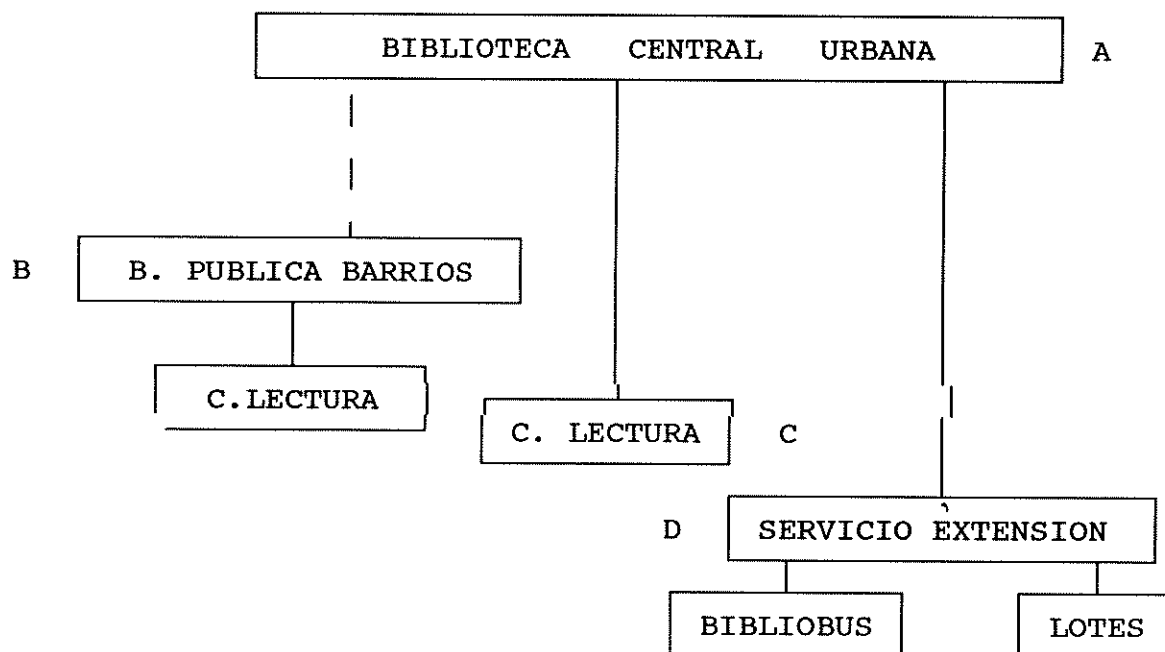 BIBLIOTECA CENTRAL URBANA A
B B. PUBLICA BARRIOS
C.LECTURA
C. LECTURA C
D SERVICIO EXTENSION
BIBLIOBUS LOTES